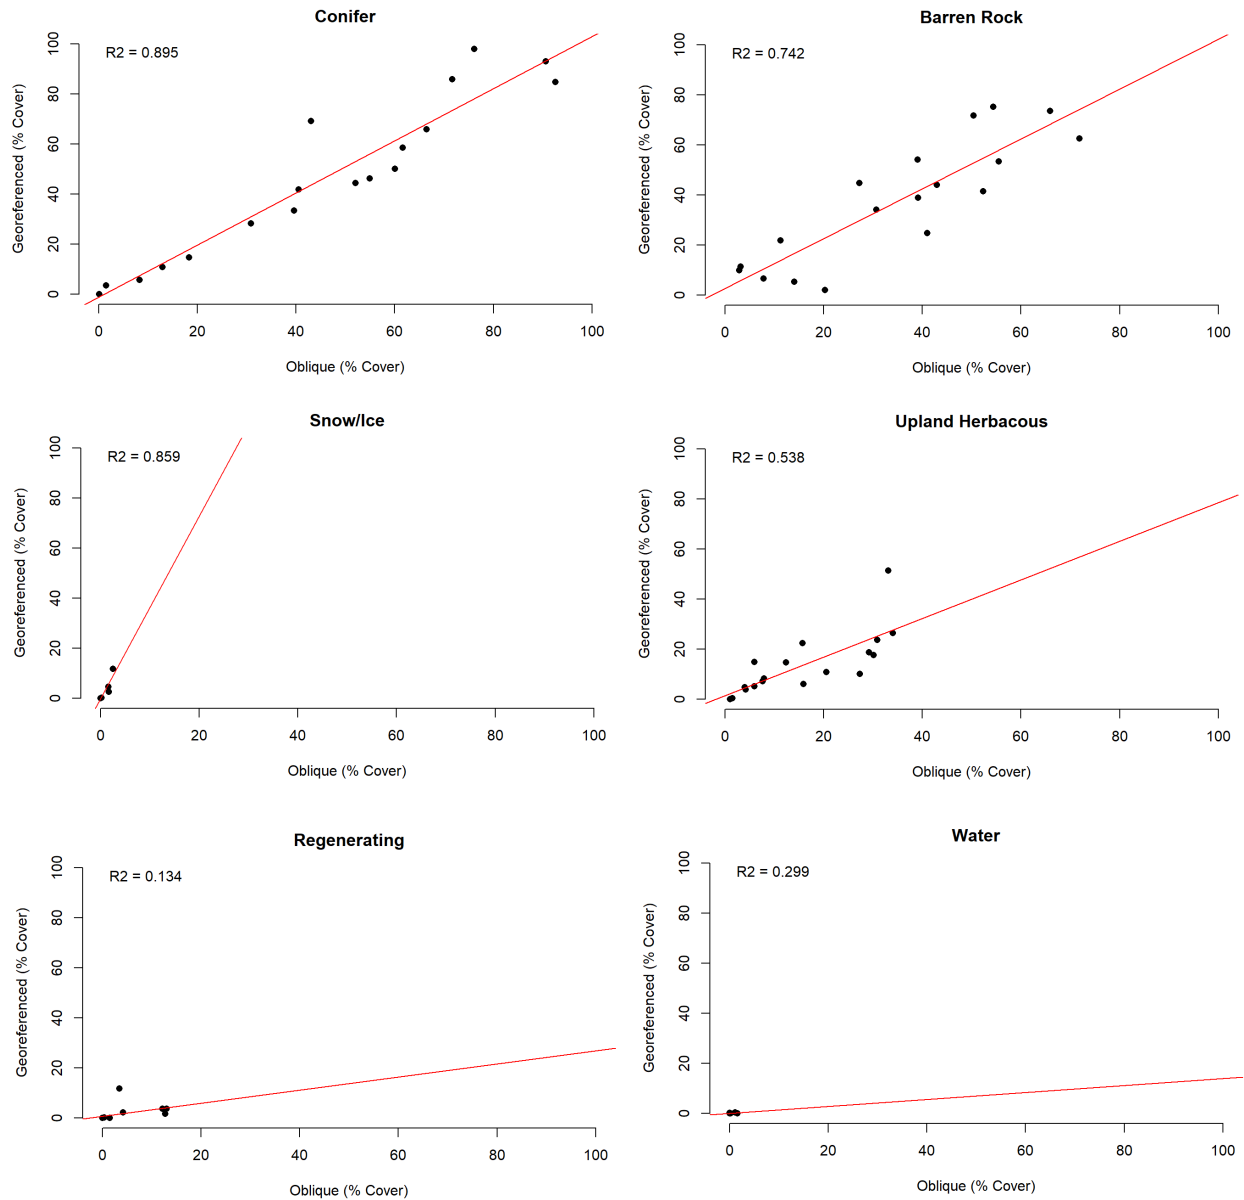 Conifer
R2 = 0.895
Georeferenced (% Cover)
0 20 40 60 80 100
0 20 40 60 80 100
Oblique (% Cover)
Barren Rock
R2 = 0.742
Georeferenced (% Cover)
0 20 40 60 80 100
0 20 40 60 80 100
Oblique (% Cover)
Snow/Ice
R2 = 0.859
Georeferenced (% Cover)
0 20 40 60 80 100
0 20 40 60 80 100
Oblique (% Cover)
Upland Herbacous
R2 = 0.538
Georeferenced (% Cover)
0 20 40 60 80 100
0 20 40 60 80 100
Oblique (% Cover)
Regenerating
R2 = 0.134
Georeferenced (% Cover)
0 20 40 60 80 100
0 20 40 60 80 100
Oblique (% Cover)
Water
R2 = 0.299
Georeferenced (% Cover)
0 20 40 60 80 100
0 20 40 60 80 100
Oblique (% Cover)